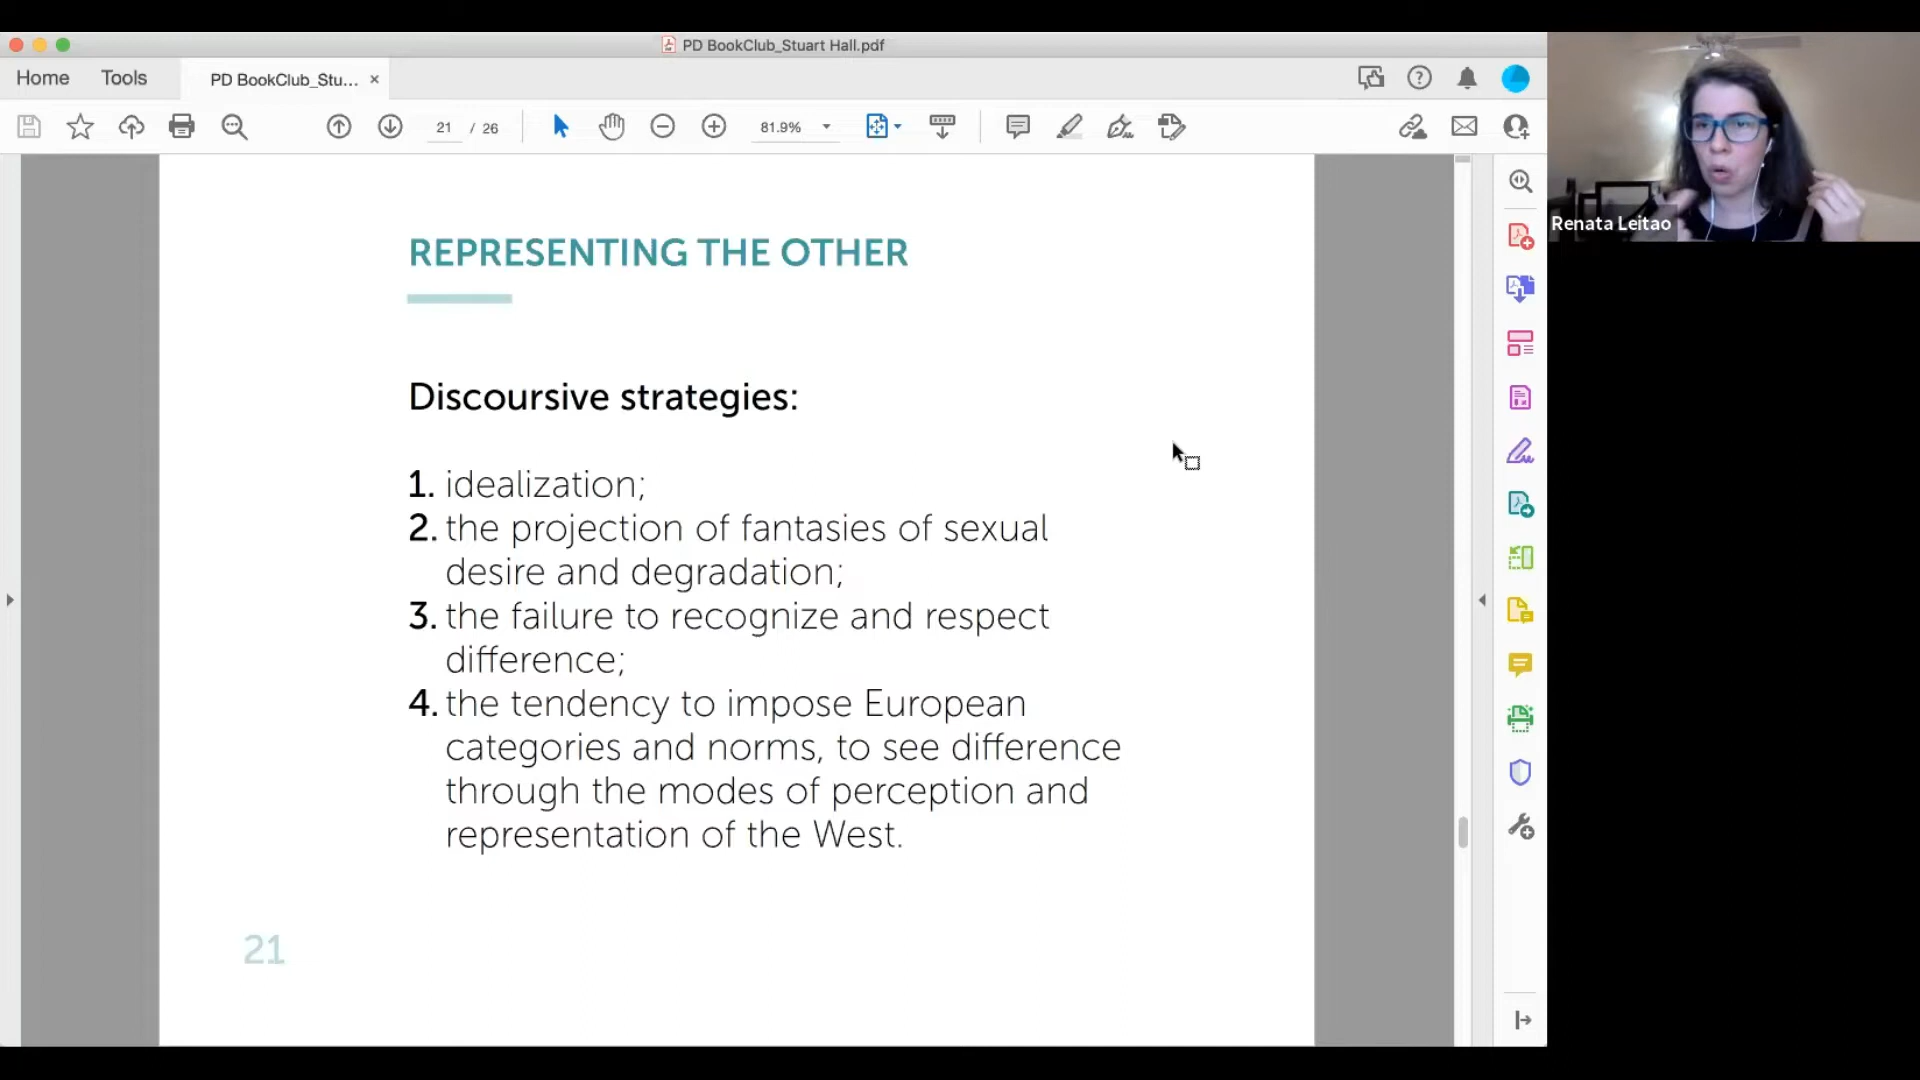 PD BookClub_Stuart Hall.pdf
Home
Tools
PD BookClub_Stu... ×
21 / 26
81.9%
Renata Leitao
REPRESENTING THE OTHER
Discoursive strategies:
1. idealization;
2. the projection of fantasies of sexual
desire and degradation;
3. the failure to recognize and respect
difference;
4. the tendency to impose European
categories and norms, to see difference
through the modes of perception and
representation of the West.
21